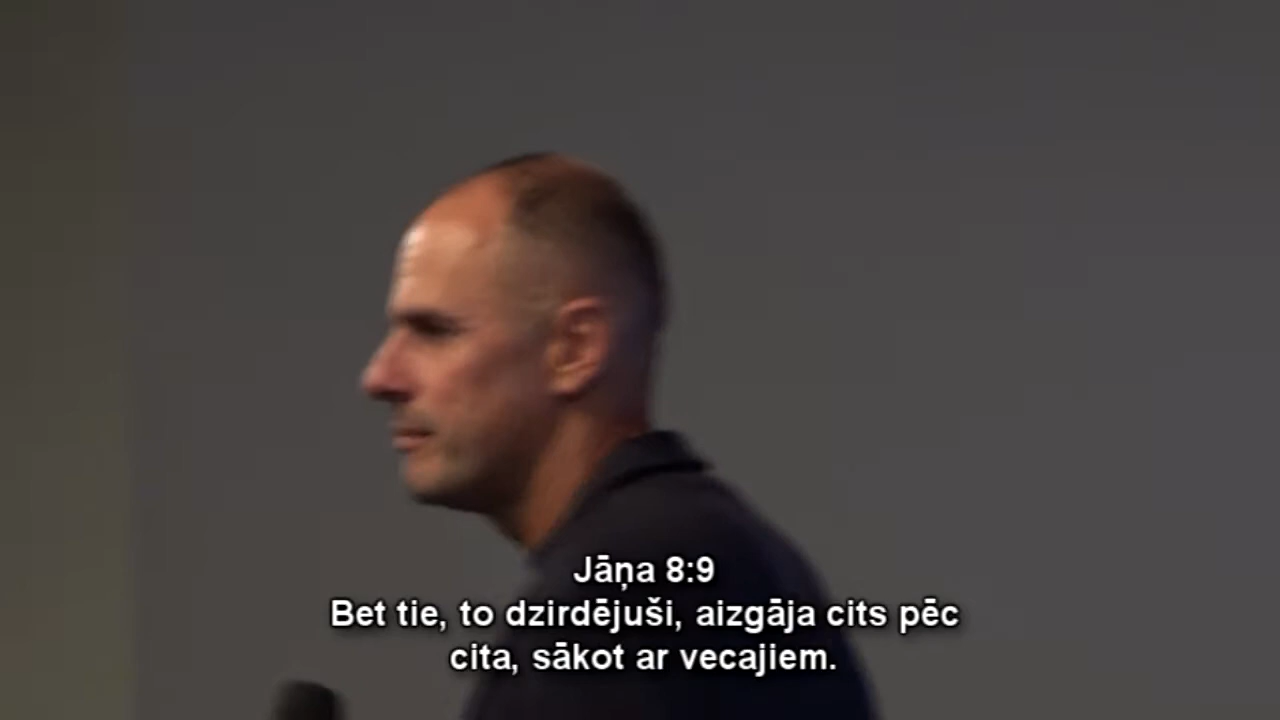 Jāņa 8:9
Bet tie, to dzirdējuši, aizgāja cits pēc
cita, sākot ar vecajiem.